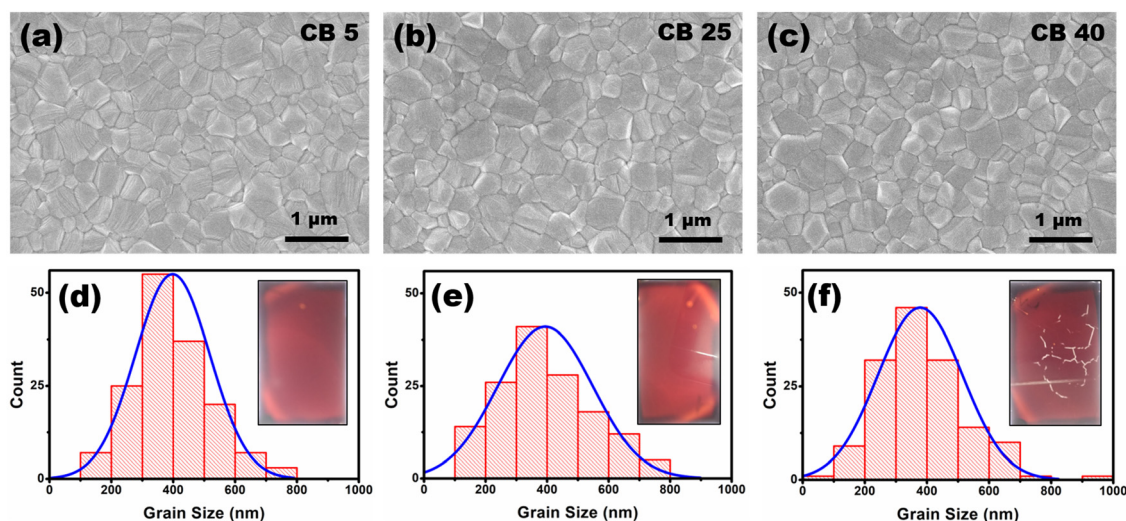 (a) CB 5
1 µm
(b) CB 25
1 µm
(c) CB 40
1 µm
(d)
Count
50
25
0
0 200 400 600 800 1000
Grain Size (nm)
(e)
Count
50
25
0
0 200 400 600 800 1000
Grain Size (nm)
(f)
Count
50
25
0
0 200 400 600 800 1000
Grain Size (nm)